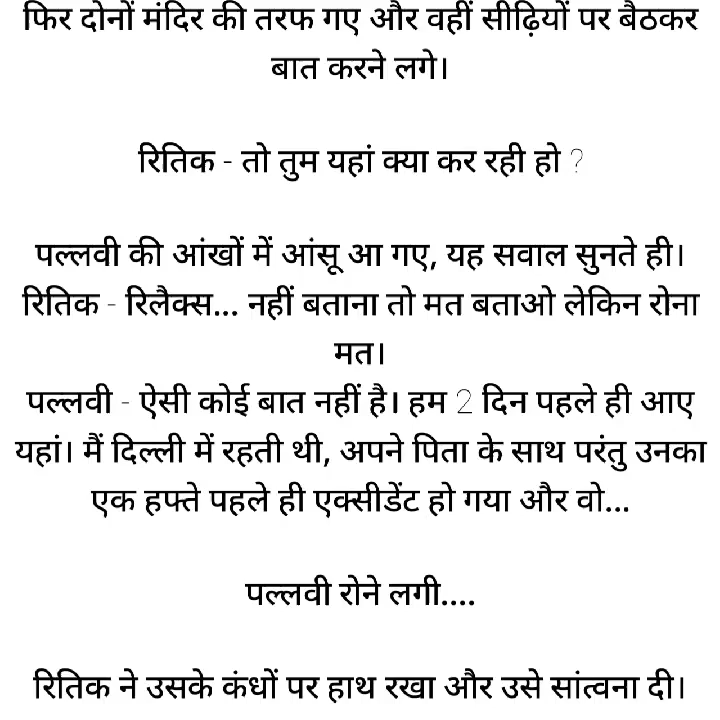 फिर दोनों मंदिर की तरफ गए और वहीं सीढ़ियों पर बैठकर
बात करने लगे।
रितिक - तो तुम यहां क्या कर रही हो ?
पल्लवी की आंखों में आंसू आ गए, यह सवाल सुनते ही।
रितिक - रिलैक्स... नहीं बताना तो मत बताओ लेकिन रोना
मत।
पल्लवी - ऐसी कोई बात नहीं है। हम 2 दिन पहले ही आए
यहां। मैं दिल्ली में रहती थी, अपने पिता के साथ परंतु उनका
एक हफ्ते पहले ही एक्सीडेंट हो गया और वो...
पल्लवी रोने लगी....
रितिक ने उसके कंधों पर हाथ रखा और उसे सांत्वना दी।